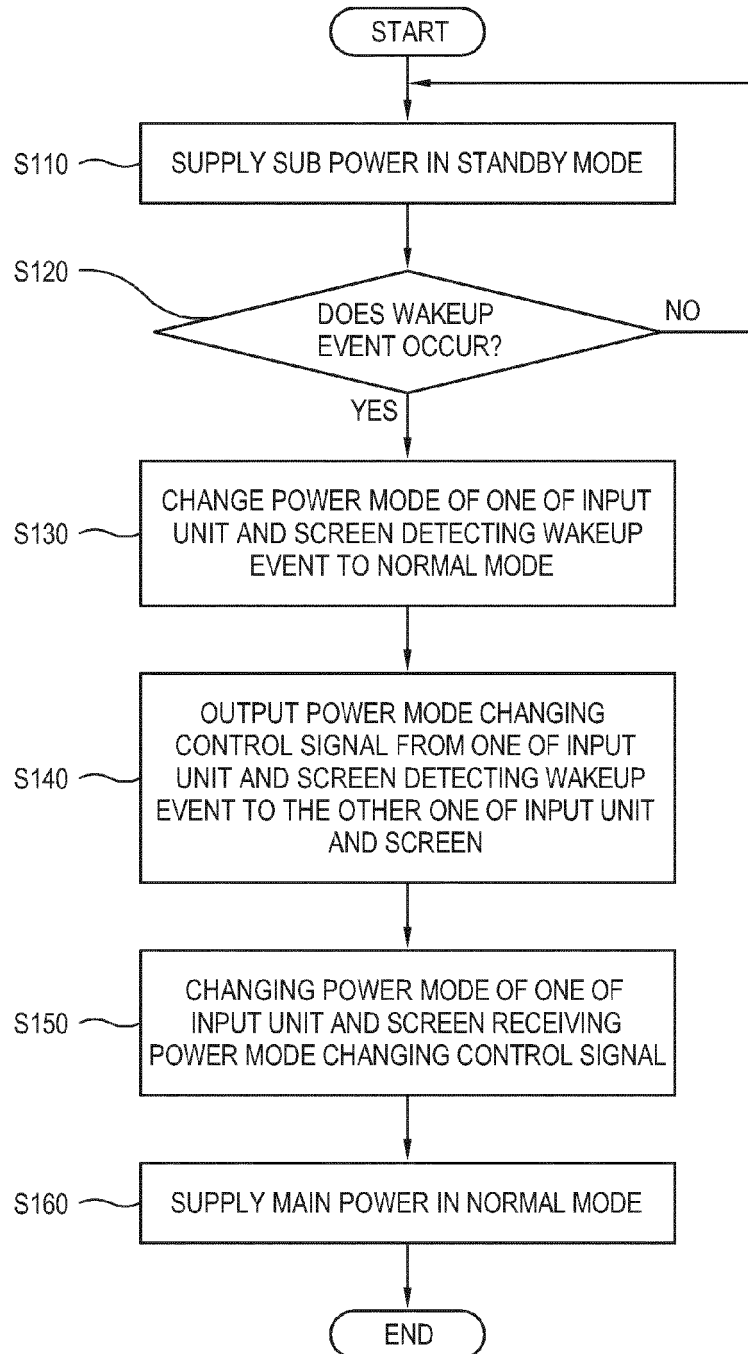 START
S110
SUPPLY SUB POWER IN STANDBY MODE
S120
DOES WAKEUP
EVENT OCCUR?
NO
YES
S130
CHANGE POWER MODE OF ONE OF INPUT
UNIT AND SCREEN DETECTING WAKEUP
EVENT TO NORMAL MODE
S140
OUTPUT POWER MODE CHANGING
CONTROL SIGNAL FROM ONE OF INPUT
UNIT AND SCREEN DETECTING WAKEUP
EVENT TO THE OTHER ONE OF INPUT UNIT
AND SCREEN
S150
CHANGING POWER MODE OF ONE OF
INPUT UNIT AND SCREEN RECEIVING
POWER MODE CHANGING CONTROL SIGNAL
S160
SUPPLY MAIN POWER IN NORMAL MODE
END